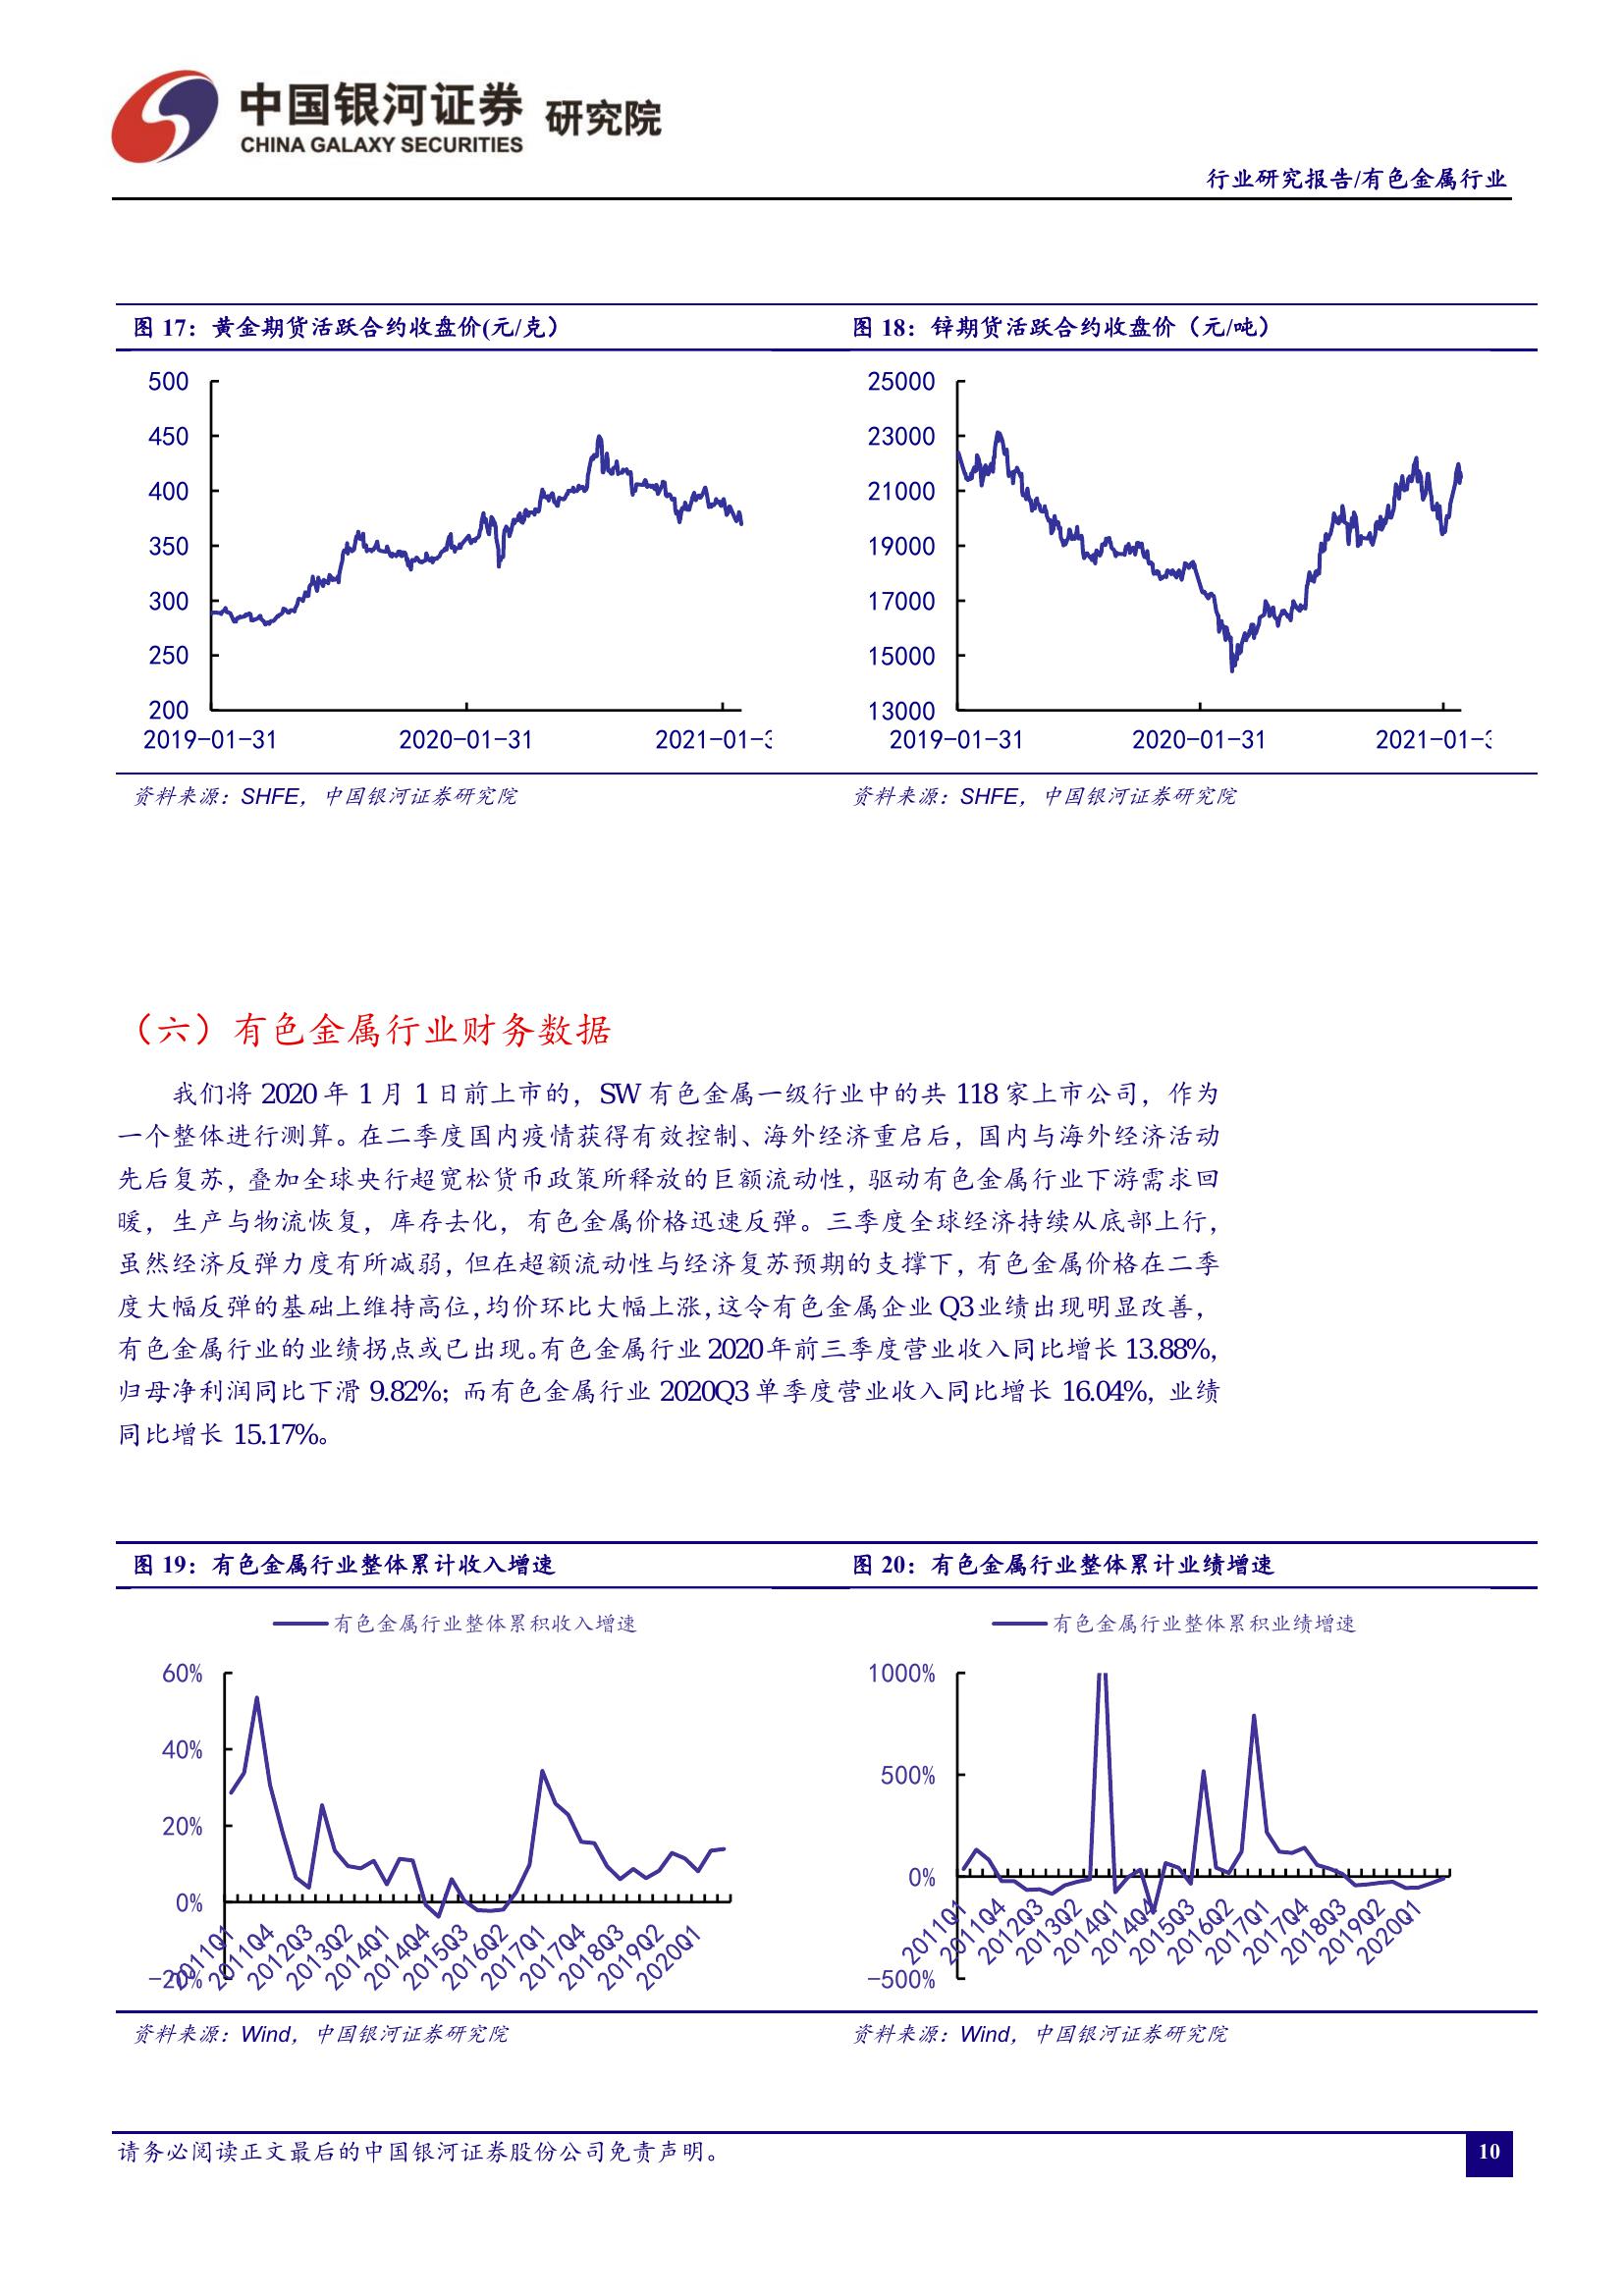 中国银河证券 研究院
CHINA GALAXY SECURITIES
行业研究报告/有色金属行业
图 17：黄金期货活跃合约收盘价(元/克）
500
450
400
350
300
250
200
2019-01-31 2020-01-31 2021-01-3
资料来源：SHFE，中国银河证券研究院
图 18：锌期货活跃合约收盘价（元/吨）
25000
23000
21000
19000
17000
15000
13000
2019-01-31 2020-01-31 2021-01-3
资料来源：SHFE，中国银河证券研究院
（六）有色金属行业财务数据
我们将 2020 年 1 月 1 日前上市的，SW 有色金属一级行业中的共 118 家上市公司，作为
一个整体进行测算。在二季度国内疫情获得有效控制、海外经济重启后，国内与海外经济活动
先后复苏，叠加全球央行超宽松货币政策所释放的巨额流动性，驱动有色金属行业下游需求回
暖，生产与物流恢复，库存去化，有色金属价格迅速反弹。三季度全球经济持续从底部上行，
虽然经济反弹力度有所减弱，但在超额流动性与经济复苏预期的支撑下，有色金属价格在二季
度大幅反弹的基础上维持高位，均价环比大幅上涨，这令有色金属企业 Q3 业绩出现明显改善，
有色金属行业的业绩拐点或已出现。有色金属行业 2020 年前三季度营业收入同比增长 13.88%，
归母净利润同比下滑 9.82%；而有色金属行业 2020Q3 单季度营业收入同比增长 16.04%，业绩
同比增长 15.17%。
图 19：有色金属行业整体累计收入增速
有色金属行业整体累积收入增速
60%
40%
20%
0%
-20%
2011Q1 2011Q4 2012Q3 2013Q2 2014Q1 2014Q4 2015Q3 2016Q2 2017Q1 2017Q4 2018Q3 2019Q2 2020Q1
资料来源：Wind，中国银河证券研究院
图 20：有色金属行业整体累计业绩增速
有色金属行业整体累积业绩增速
1000%
500%
0%
-500%
2011Q1 2011Q4 2012Q3 2013Q2 2014Q1 2014Q4 2015Q3 2016Q2 2017Q1 2017Q4 2018Q3 2019Q2 2020Q1
资料来源：Wind，中国银河证券研究院
请务必阅读正文最后的中国银河证券股份公司免责声明。
10